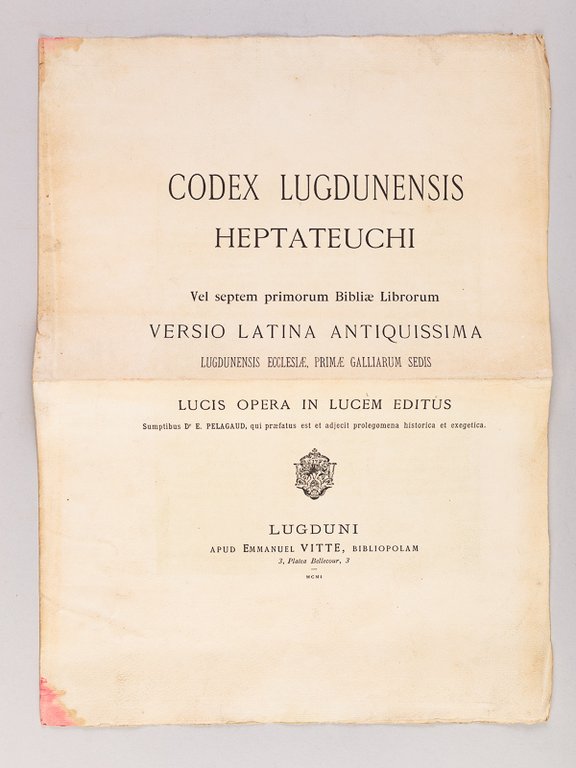 CODEX LUGDUNENSIS
HEPTATEUCHI
Vel septem primorum Bibliæ Librorum
VERSIO LATINA ANTIQUISSIMA
LUGDUNENSIS ECCLESIÆ, PRIMÆ GALLIARUM SEDIS
LUCIS OPERA IN LUCEM EDITUS
Sumptibus Dr E. PELAGAUD, qui præfatus est et adjecit prolegomena historica et exegetica.
LUGDUNI
APUD EMMANUEL VITTE, BIBLIOPOLAM
3, Platea Bellecour, 3
MCMI